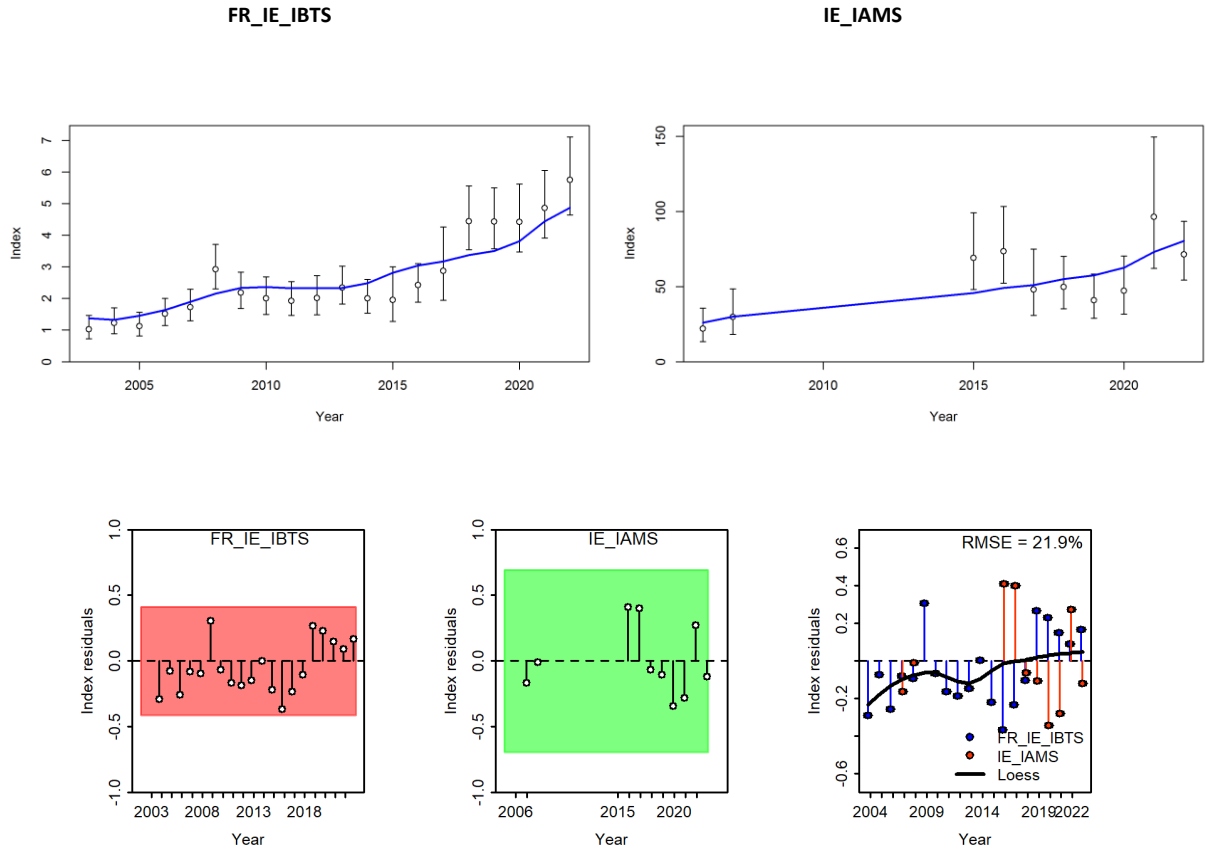 FR_IE_IBTS
IE_IAMS
Index
0 1 2 3 4 5 6 7
2005 2010 2015 2020
Year
Index
0 50 100 150
2010 2015 2020
Year
FR_IE_IBTS
Index residuals
-1.0 -0.5 0.0 0.5 1.0
2003 2008 2013 2018
Year
IE_IAMS
Index residuals
-1.0 -0.5 0.0 0.5 1.0
2006 2015 2020
Year
RMSE = 21.9%
Index residuals
-0.6 -0.2 0.2 0.4 0.6
FR_IE_IBTS
IE_IAMS
Loess
2004 2009 2014 2019 2022
Year